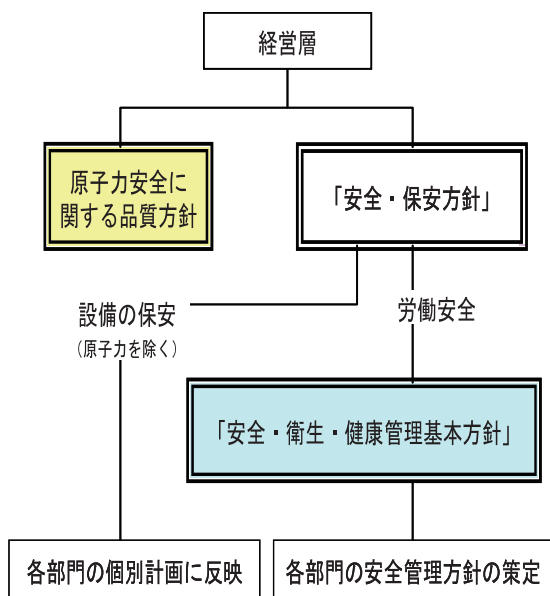 経営層
原子力安全に
関する品質方針
「安全・保安方針」
設備の保安
(原子力を除く)
労働安全
「安全・衛生・健康管理基本方針」
各部門の個別計画に反映
各部門の安全管理方針の策定